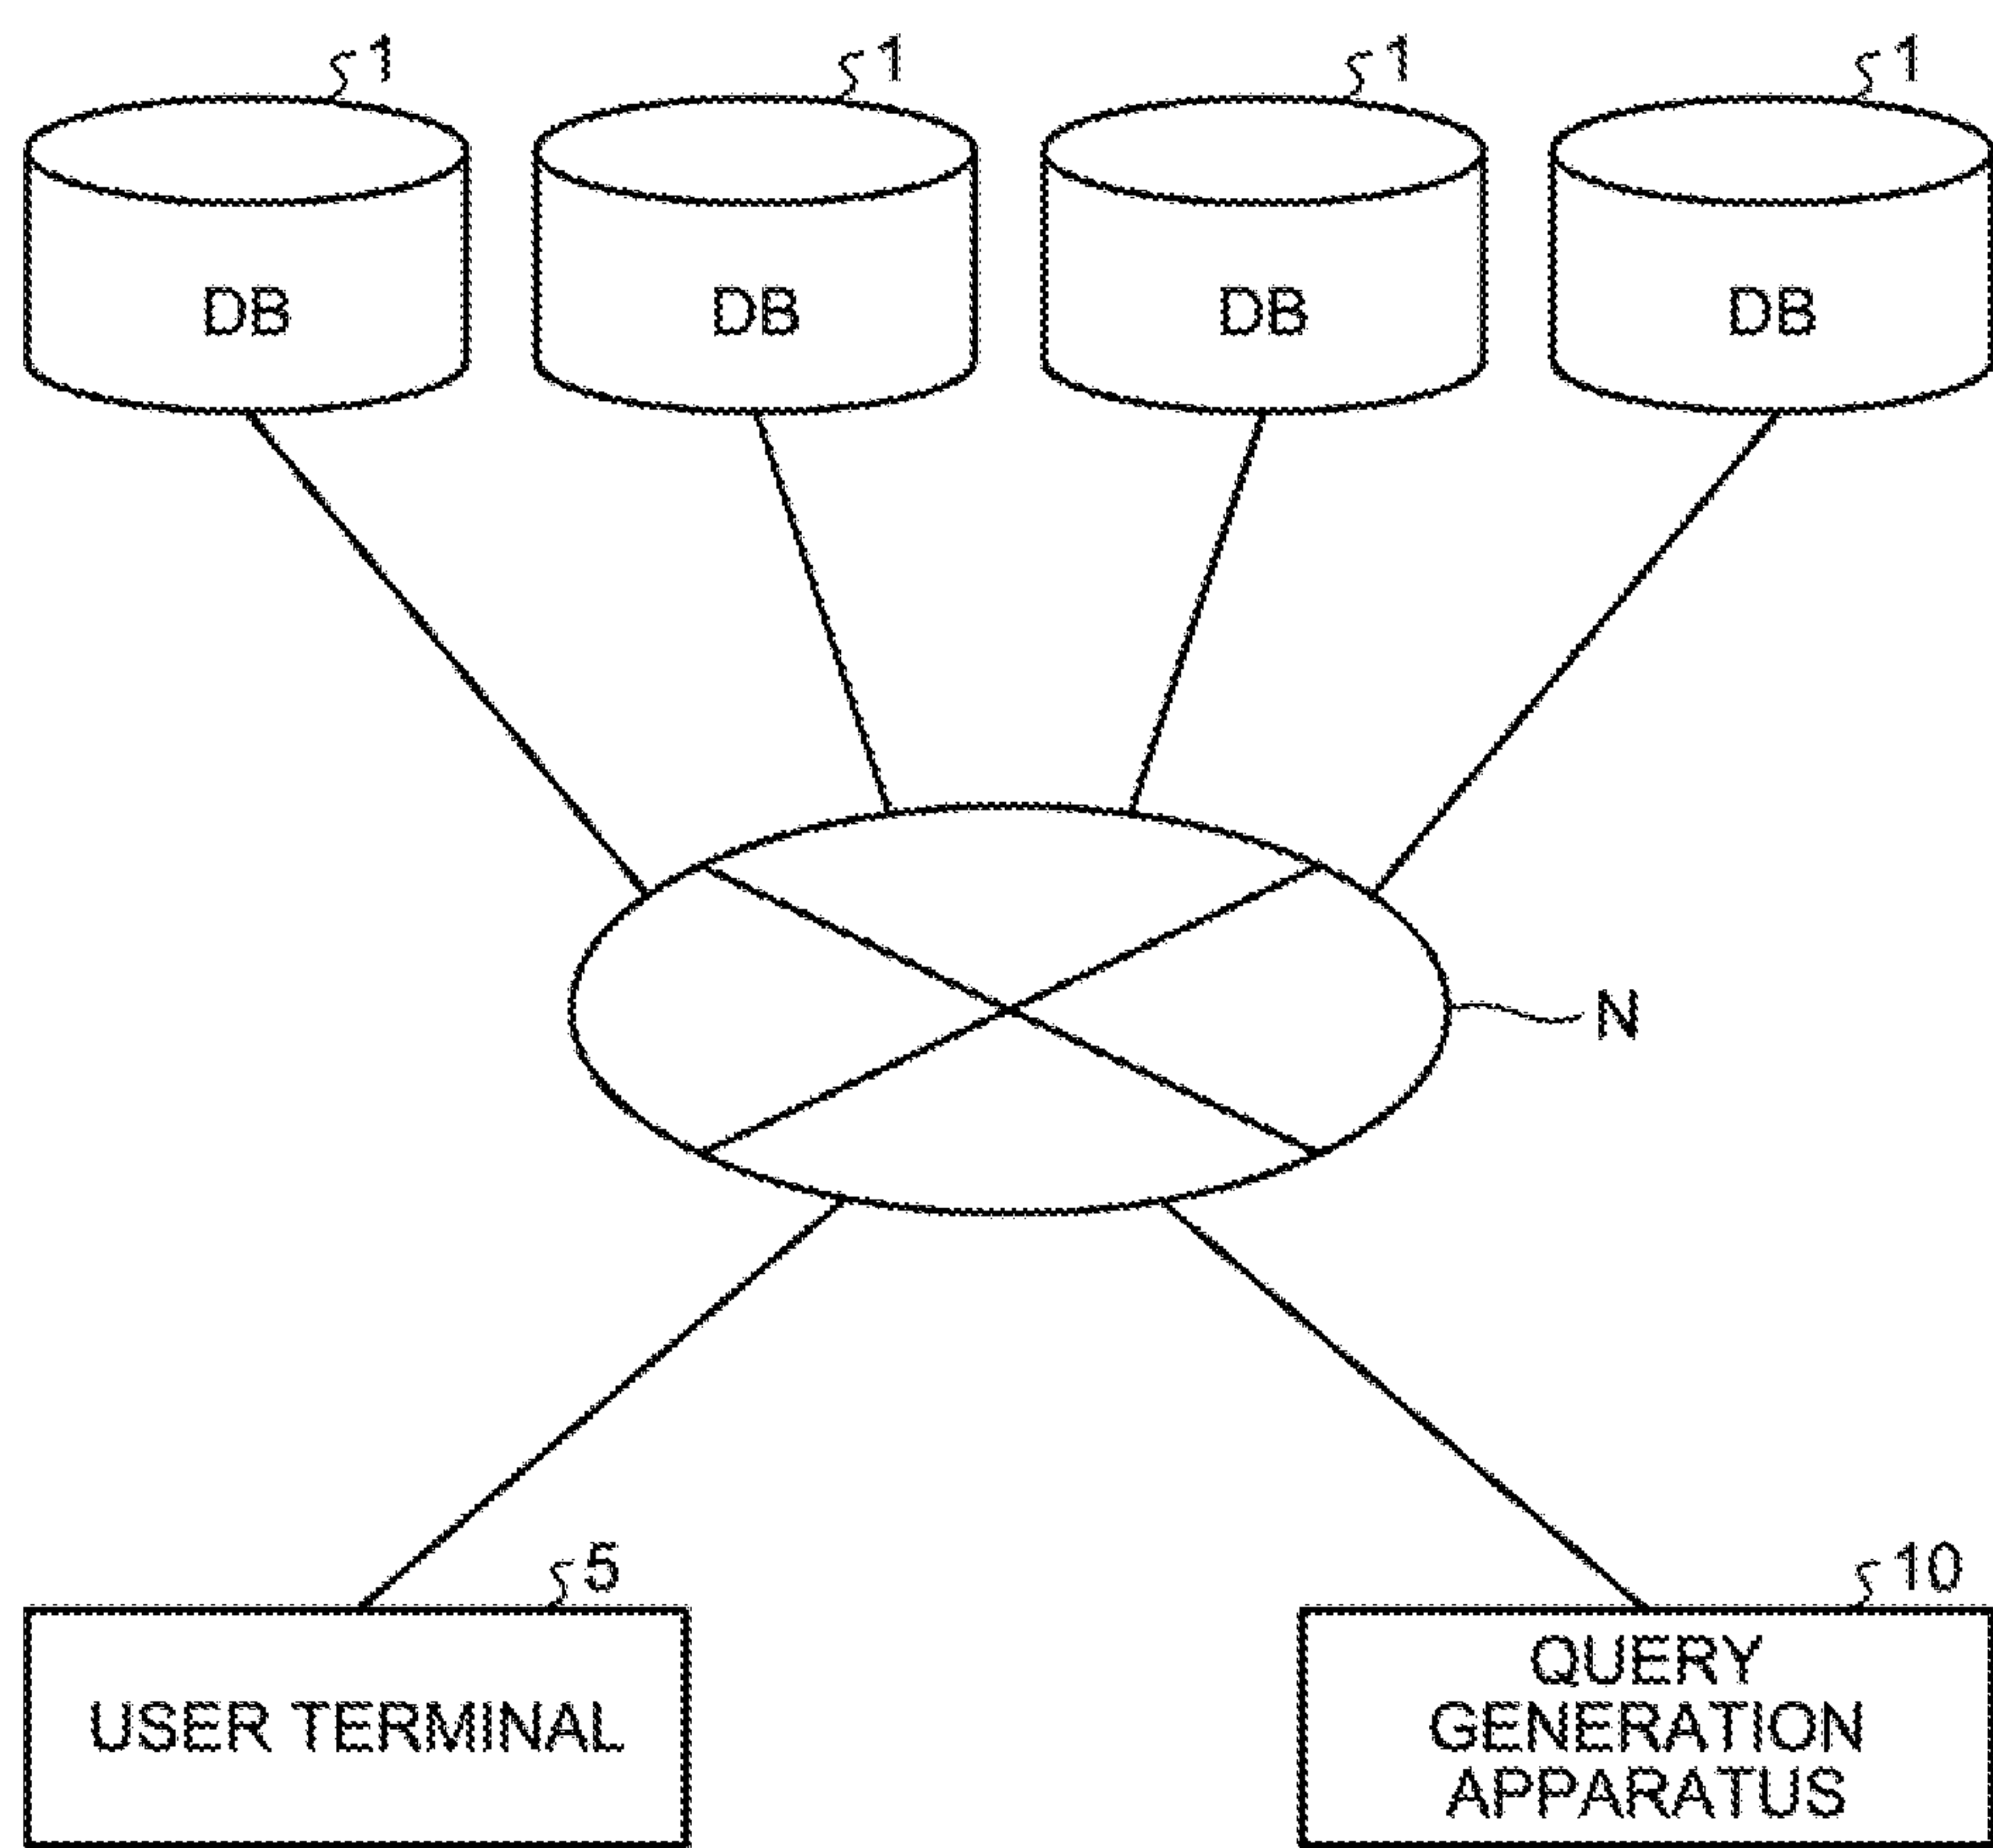 1
1
1
1
DB
DB
DB
DB
N
5
10
USER TERMINAL
QUERY
GENERATION
APPARATUS